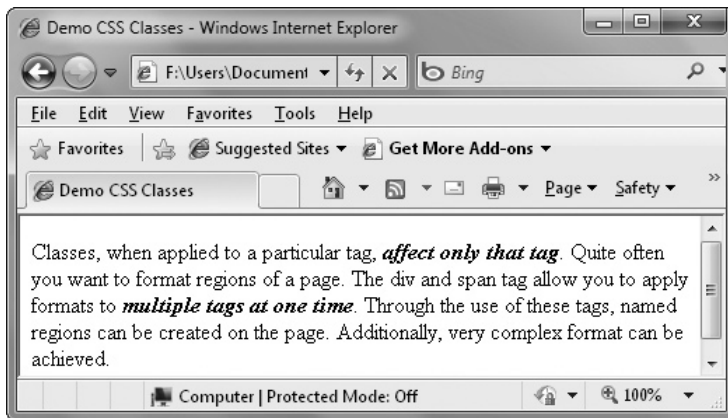 Demo CSS Classes - Windows Internet Explorer
F:\Users\Document Bing
File Edit View Favorites Tools Help
Favorites Suggested Sites Get More Add-ons
Demo CSS Classes Page Safety »
Classes, when applied to a particular tag, affect only that tag. Quite often
you want to format regions of a page. The div and span tag allow you to apply
formats to multiple tags at one time. Through the use of these tags, named
regions can be created on the page. Additionally, very complex format can be
achieved.
Computer | Protected Mode: Off 100%